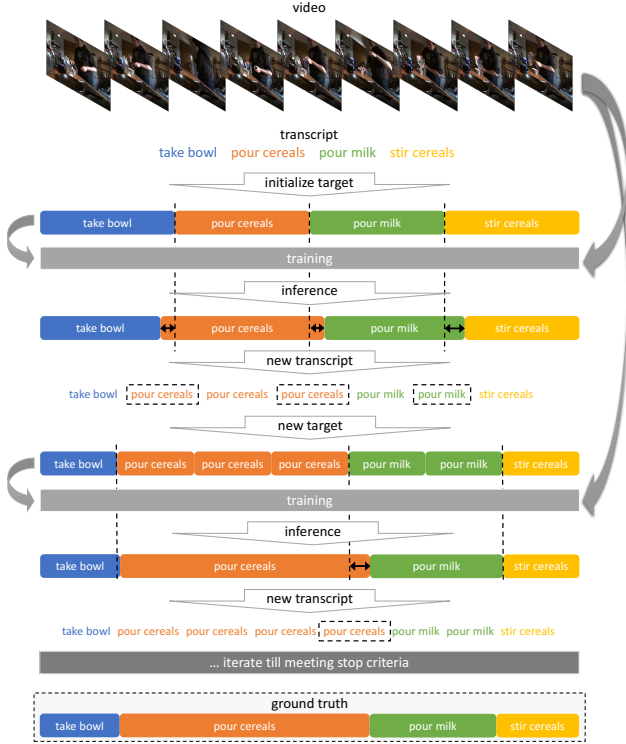 video
transcript
take bowl pour cereals pour milk stir cereals
initialize target
take bowl pour cereals pour milk stir cereals
training
inference
take bowl pour cereals pour milk stir cereals
new transcript
take bowl pour cereals pour cereals pour cereals pour milk pour milk stir cereals
new target
take bowl pour cereals pour cereals pour cereals pour milk pour milk stir cereals
training
inference
take bowl pour cereals pour milk stir cereals
new transcript
take bowl pour cereals pour cereals pour cereals pour cereals pour milk pour milk stir cereals
... iterate till meeting stop criteria
ground truth
take bowl pour cereals pour milk stir cereals